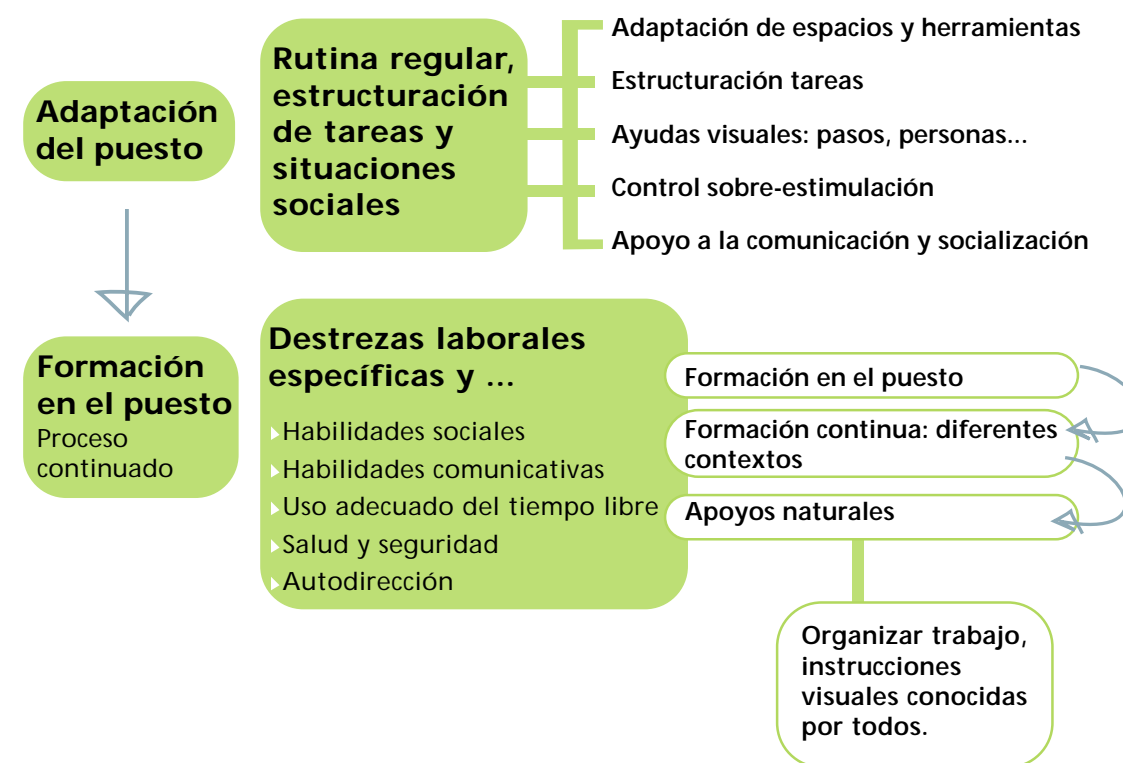 Adaptación
del puesto
Rutina regular,
estructuración
de tareas y
situaciones
sociales
Adaptación de espacios y herramientas
Estructuración tareas
Ayudas visuales: pasos, personas...
Control sobre-estimulación
Apoyo a la comunicación y socialización
Formación
en el puesto
Proceso
continuado
Destrezas laborales
específicas y ...
Habilidades sociales
Habilidades comunicativas
Uso adecuado del tiempo libre
Salud y seguridad
Autodirección
Formación en el puesto
Formación continua: diferentes
contextos
Apoyos naturales
Organizar trabajo,
instrucciones
visuales conocidas
por todos.